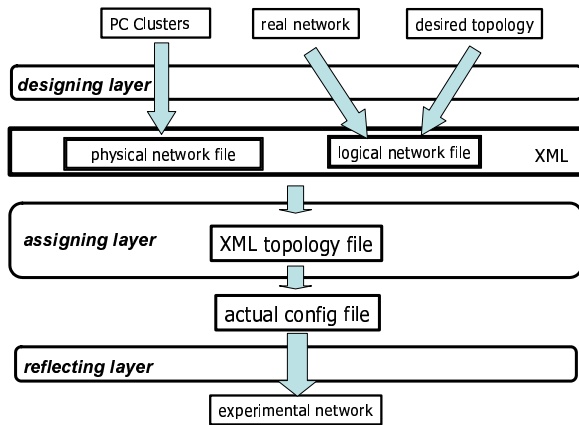 PC Clusters
real network
desired topology
designing layer
physical network file
logical network file
XML
assigning layer
XML topology file
actual config file
reflecting layer
experimental network